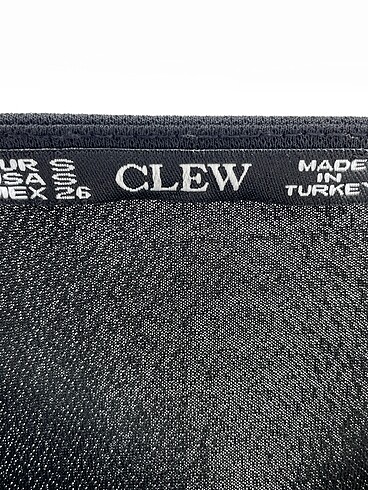 EUR S
USA S
MEX 26
CLEW
MADE
IN
TURKEY